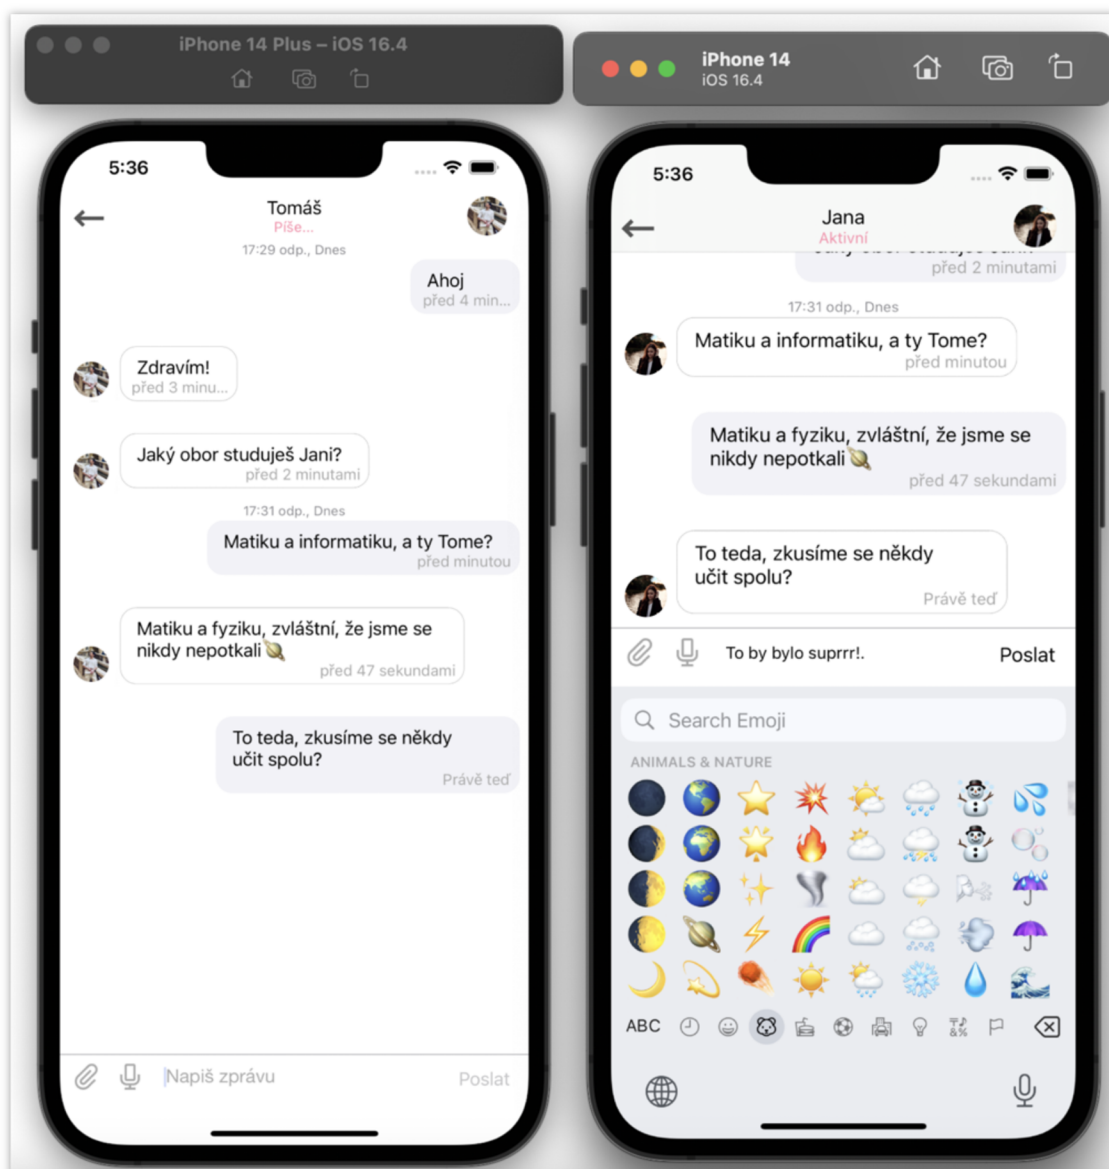 iPhone 14 Plus – iOS 16.4
5:36
Tomáš
Píše...
17:29 odp., Dnes
Ahoj
před 4 min...
Zdravím!
před 3 minu...
Jaký obor studuješ Jani?
před 2 minutami
17:31 odp., Dnes
Matiku a informatiku, a ty Tome?
před minutou
Matiku a fyziku, zvláštní, že jsme se
nikdy nepotkali🪐
před 47 sekundami
To teda, zkusíme se někdy
učit spolu?
Právě teď
Napiš zprávu
Poslat
iPhone 14
iOS 16.4
5:36
Jana
Aktivní
před 2 minutami
17:31 odp., Dnes
Matiku a informatiku, a ty Tome?
před minutou
Matiku a fyziku, zvláštní, že jsme se
nikdy nepotkali🪐
před 47 sekundami
To teda, zkusíme se někdy
učit spolu?
Právě teď
To by bylo suprrr!.
Poslat
Search Emoji
ANIMALS & NATURE
ABC